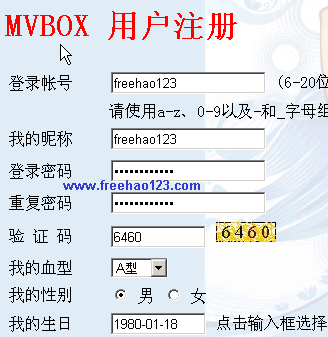 MVBOX 用户注册
登录帐号 freehao123 (6-20位
请使用a-z、0-9以及-和_字母组
我的昵称 freehao123
登录密码 ••••••••••••
www.freehao123.com
重复密码 ••••••••••••
验 证 码 6460 6460
我的血型 A型
我的性别 男 女
我的生日 1980-01-18 点击输入框选择